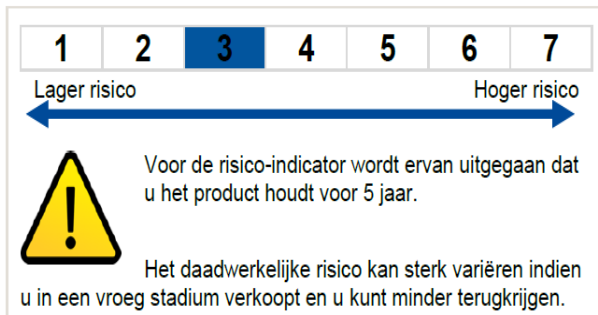 1 2 3 4 5 6 7
Lager risico Hoger risico
!
Voor de risico-indicator wordt ervan uitgegaan dat
u het product houdt voor 5 jaar.
Het daadwerkelijke risico kan sterk variëren indien
u in een vroeg stadium verkoopt en u kunt minder terugkrijgen.